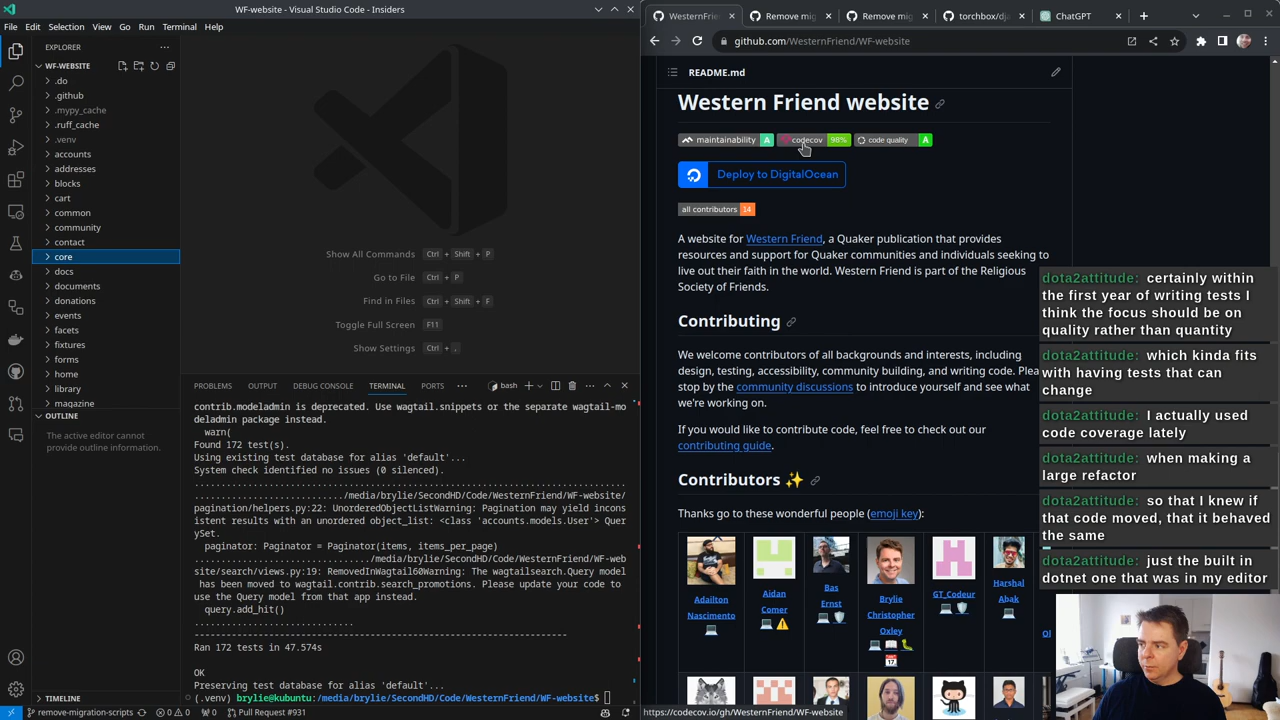 WF-website - Visual Studio Code - Insiders
File Edit Selection View Go Run Terminal Help
EXPLORER
WF-WEBSITE
.do
.github
.mypy_cache
.ruff_cache
.venv
accounts
addresses
blocks
cart
common
community
contact
core
docs
documents
donations
events
facets
fixtures
forms
home
library
magazine
OUTLINE
The active editor cannot
provide outline information.
TIMELINE
Show All Commands Ctrl + Shift + P
Go to File Ctrl + P
Find in Files Ctrl + Shift + F
Toggle Full Screen F11
Show Settings Ctrl + ,
PROBLEMS OUTPUT DEBUG CONSOLE TERMINAL PORTS
bash
contrib.modeladmin is deprecated. Use wagtail.snippets or the separate wagtail-mo
deladmin package instead.
warn(
Found 172 test(s).
Using existing test database for alias 'default'...
System check identified no issues (0 silenced).
................................................................................
............................/media/brylie/SecondHD/Code/WesternFriend/WF-website/
pagination/helpers.py:22: UnorderedObjectListWarning: Pagination may yield incons
istent results with an unordered object_list: <class 'accounts.models.User'> Quer
ySet.
paginator: Paginator = Paginator(items, items_per_page)
......................................./media/brylie/SecondHD/Code/WesternFriend/WF-web
site/search/views.py:19: RemovedInWagtail60Warning: The wagtailsearch.Query model
has been moved to wagtail.contrib.search_promotions. Please update your code to
use the Query model from that app instead.
query.add_hit()
.............................
----------------------------------------------------------------------
Ran 172 tests in 47.574s
OK
Preserving test database for alias 'default'...
(.venv) brylie@kubuntu:/media/brylie/SecondHD/Code/WesternFriend/WF-website$
remove-migration-scripts 0 0 0 Pull Request #931
WesternFrie Remove mig Remove mig torchbox/dja ChatGPT
github.com/WesternFriend/WF-website
README.md
Western Friend website
maintainability A codecov 98% code quality A
Deploy to DigitalOcean
all contributors 14
A website for Western Friend, a Quaker publication that provides
resources and support for Quaker communities and individuals seeking to
live out their faith in the world. Western Friend is part of the Religious
Society of Friends.
Contributing
We welcome contributors of all backgrounds and interests, including
design, testing, accessibility, community building, and writing code. Plea
stop by the community discussions to introduce yourself and see what
we're working on.
If you would like to contribute code, feel free to check out our
contributing guide.
Contributors ✨
Thanks go to these wonderful people (emoji key):
Adailton
Nascimento
Aidan
Comer
Bas
Ernst
Brylie
Christopher
Oxley
GT_Codeur
Harshal
Abak
https://codecov.io/gh/WesternFriend/WF-website
dota2attitude: certainly within
the first year of writing tests I
think the focus should be on
quality rather than quantity
dota2attitude: which kinda fits
with having tests that can
change
dota2attitude: I actually used
code coverage lately
dota2attitude: when making a
large refactor
dota2attitude: so that I knew if
that code moved, that it behaved
the same
dota2attitude: just the built in
dotnet one that was in my editor